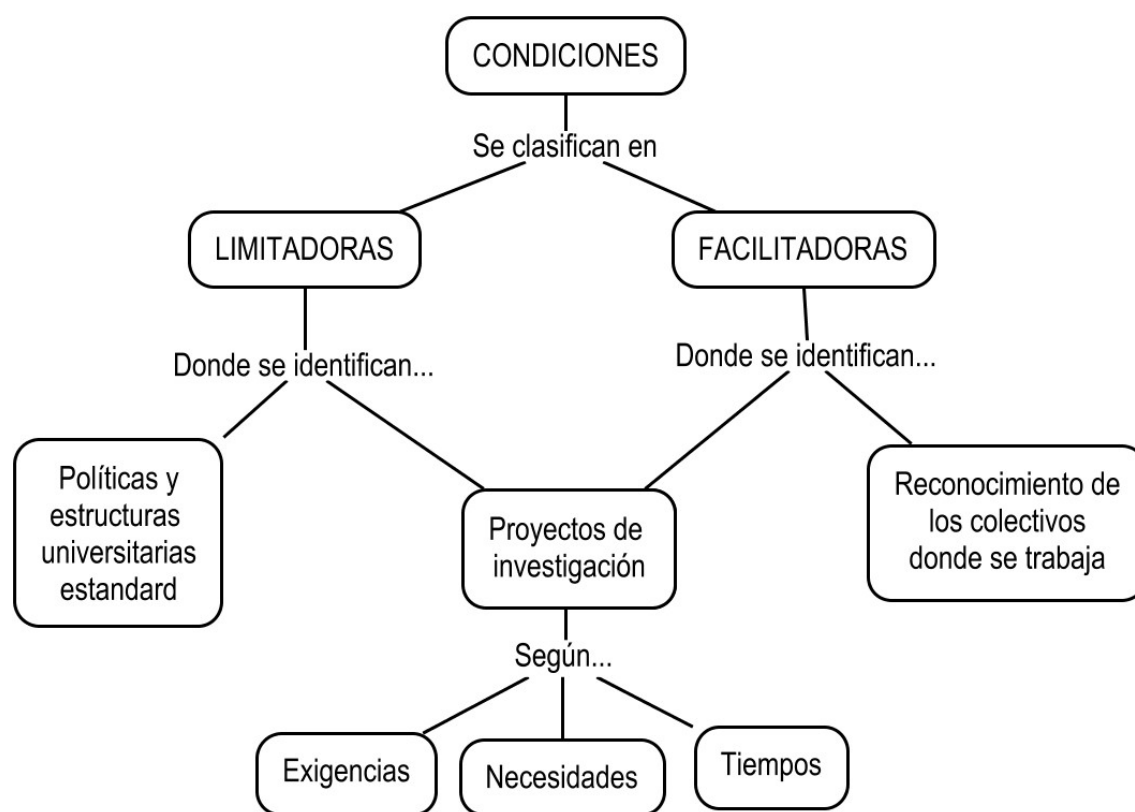 CONDICIONES
Se clasifican en
LIMITADORAS
FACILITADORAS
Donde se identifican...
Donde se identifican...
Políticas y
estructuras
universitarias
estandard
Proyectos de
investigación
Reconocimiento de
los colectivos
donde se trabaja
Según...
Exigencias
Necesidades
Tiempos